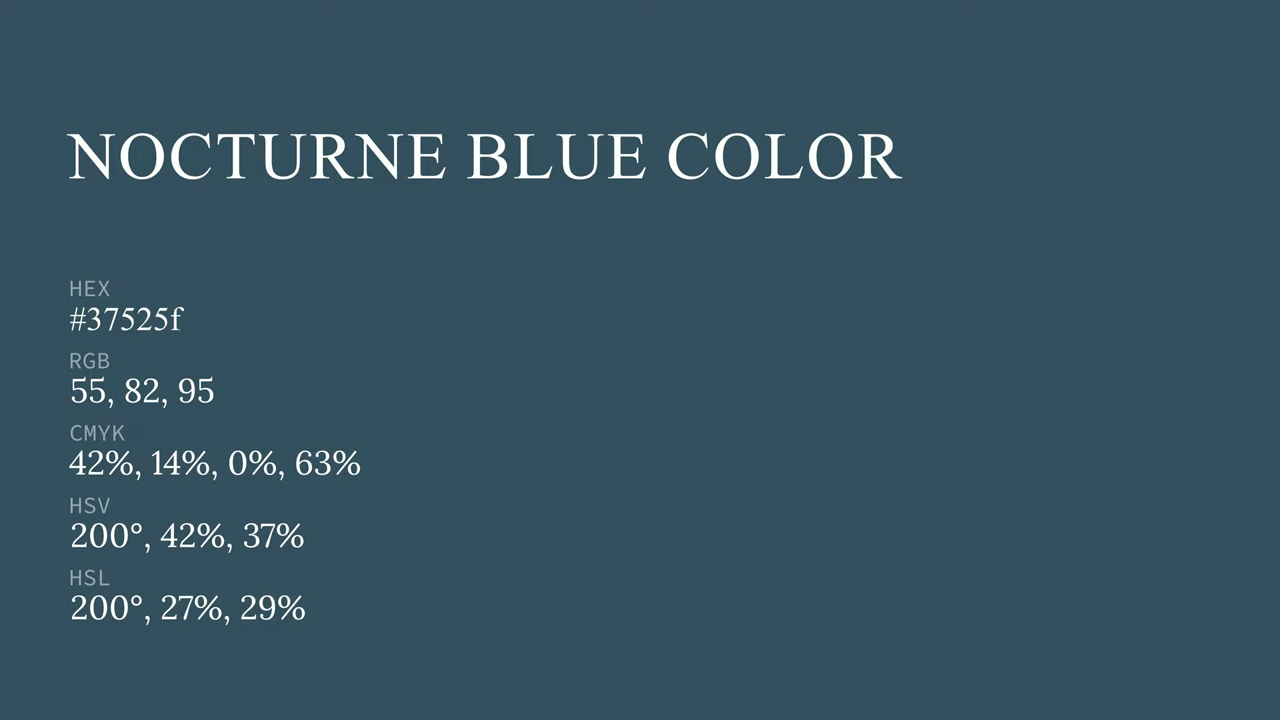 NOCTURNE BLUE COLOR
HEX
#37525f
RGB
55, 82, 95
CMYK
42%, 14%, 0%, 63%
HSV
200°, 42%, 37%
HSL
200°, 27%, 29%